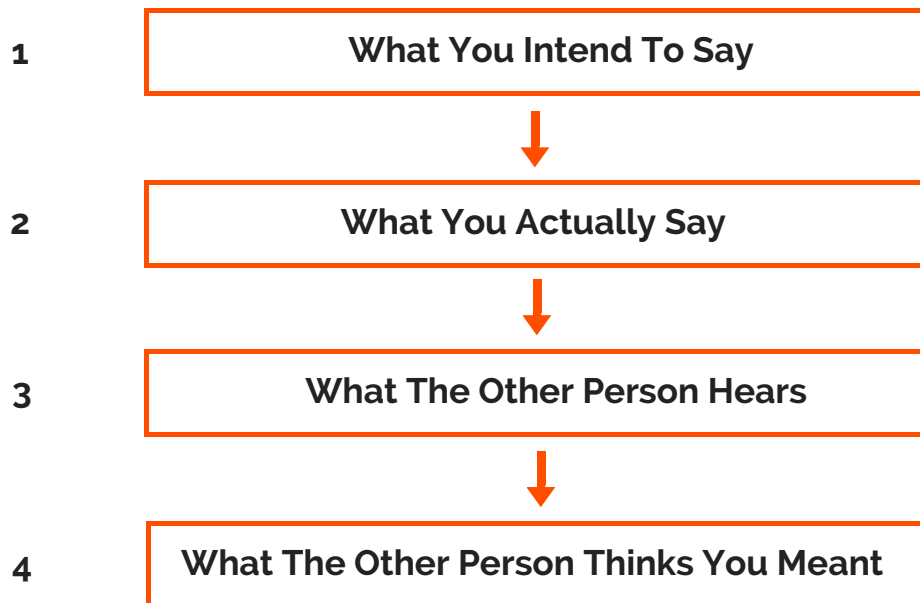 1 What You Intend To Say
2 What You Actually Say
3 What The Other Person Hears
4 What The Other Person Thinks You Meant